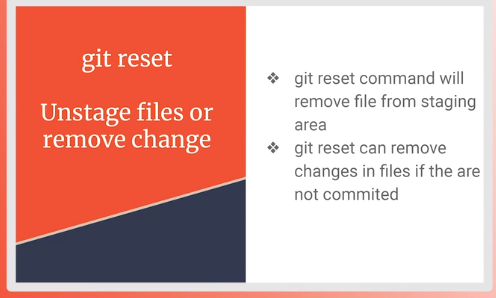 git reset
Unstage files or
remove change
❖ git reset command will
remove file from staging
area
❖ git reset can remove
changes in files if the are
not commited